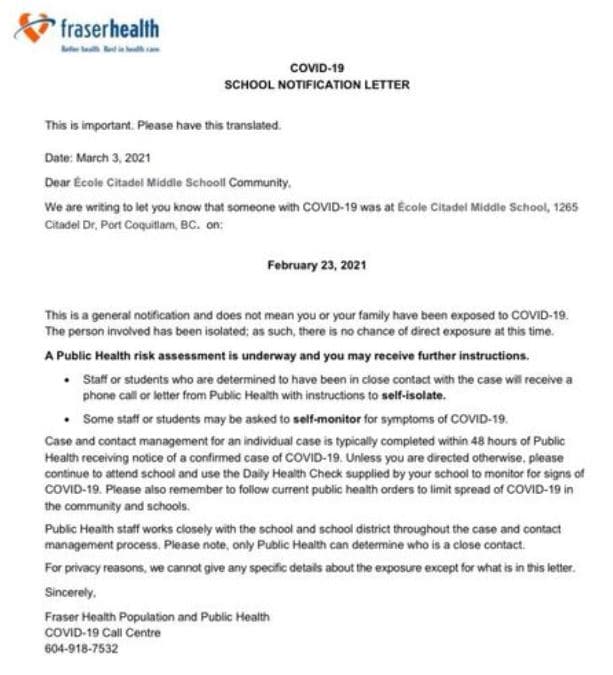 fraserhealth
Better health. Best in health care.
COVID-19
SCHOOL NOTIFICATION LETTER
This is important. Please have this translated.
Date: March 3, 2021
Dear École Citadel Middle Schooll Community,
We are writing to let you know that someone with COVID-19 was at École Citadel Middle School, 1265
Citadel Dr, Port Coquitlam, BC. on:
February 23, 2021
This is a general notification and does not mean you or your family have been exposed to COVID-19.
The person involved has been isolated; as such, there is no chance of direct exposure at this time.
A Public Health risk assessment is underway and you may receive further instructions.
• Staff or students who are determined to have been in close contact with the case will receive a
phone call or letter from Public Health with instructions to self-isolate.
• Some staff or students may be asked to self-monitor for symptoms of COVID-19.
Case and contact management for an individual case is typically completed within 48 hours of Public
Health receiving notice of a confirmed case of COVID-19. Unless you are directed otherwise, please
continue to attend school and use the Daily Health Check supplied by your school to monitor for signs of
COVID-19. Please also remember to follow current public health orders to limit spread of COVID-19 in
the community and schools.
Public Health staff works closely with the school and school district throughout the case and contact
management process. Please note, only Public Health can determine who is a close contact.
For privacy reasons, we cannot give any specific details about the exposure except for what is in this letter.
Sincerely,
Fraser Health Population and Public Health
COVID-19 Call Centre
604-918-7532